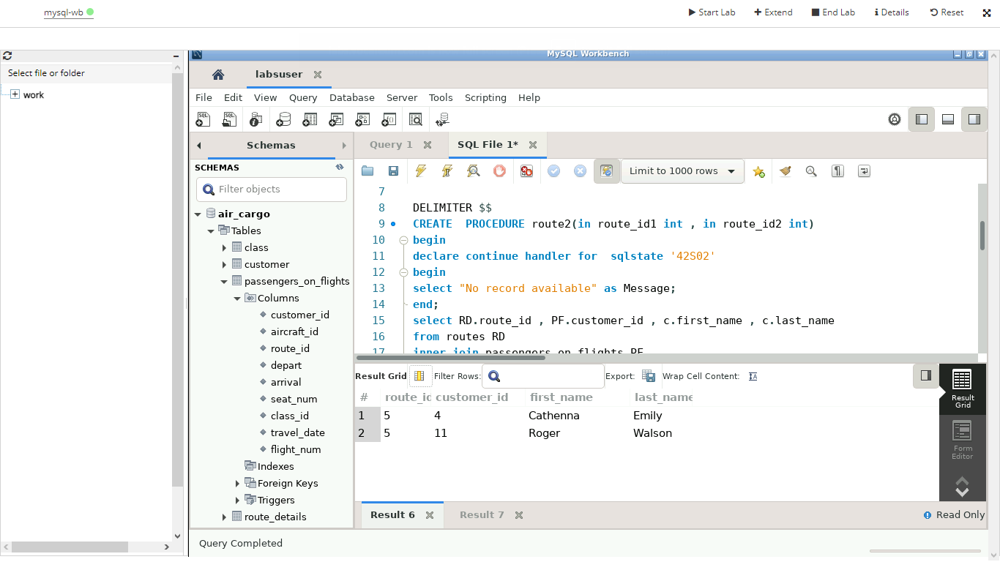 mysql-wb
Start Lab
Extend
End Lab
Details
Reset
Select file or folder
work
MySQL Workbench
labsuser
File Edit View Query Database Server Tools Scripting Help
Schemas
Query 1
SQL File 1*
SCHEMAS
Limit to 1000 rows
Filter objects
air_cargo
Tables
class
customer
passengers_on_flights
Columns
customer_id
aircraft_id
route_id
depart
arrival
seat_num
class_id
travel_date
flight_num
Indexes
Foreign Keys
Triggers
route_details
7
8 DELIMITER $$
9 CREATE  PROCEDURE route2(in route_id1 int , in route_id2 int)
10 begin
11 declare continue handler for  sqlstate '42S02'
12 begin
13 select "No record available" as Message;
14 end;
15 select RD.route_id , PF.customer_id , c.first_name , c.last_name
16 from routes RD
17 inner join passengers_on_flights PF
Result Grid
Filter Rows:
Export:
Wrap Cell Content:
# route_id customer_id first_name last_name
1 5 4 Cathenna Emily
2 5 11 Roger Walson
Result
Grid
Form
Editor
Result 6
Result 7
Read Only
Query Completed